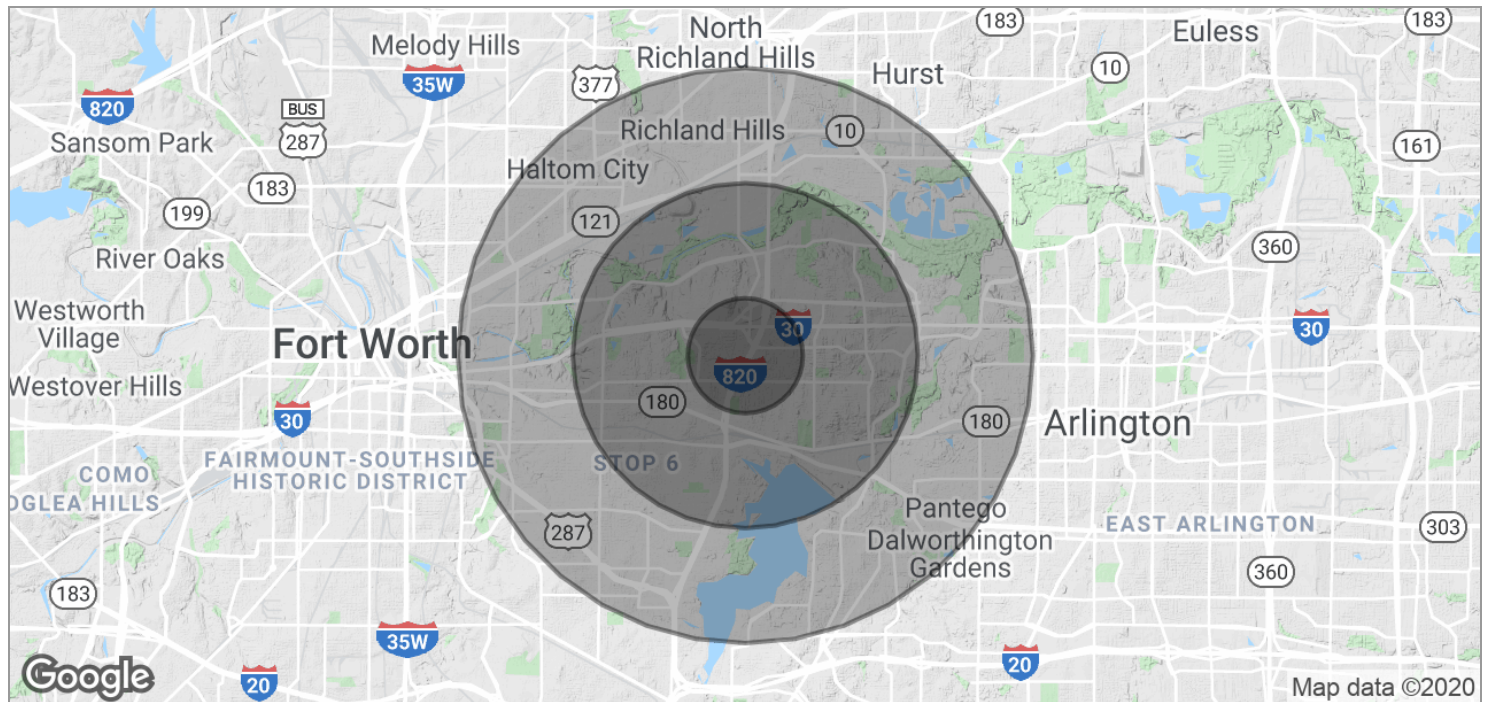 183
North
Richland Hills
Euless
183
Melody Hills
35W
377
Hurst
10
820
BUS
287
Sansom Park
Richland Hills
10
161
Haltom City
183
199
121
River Oaks
360
Westworth
Village
Fort Worth
30
30
Westover Hills
820
180
30
180
Arlington
COMO
OGLEA HILLS
FAIRMOUNT-SOUTHSIDE
HISTORIC DISTRICT
STOP 6
287
Pantego
Dalworthington
Gardens
EAST ARLINGTON
303
183
360
35W
20
20
Google
Map data ©2020